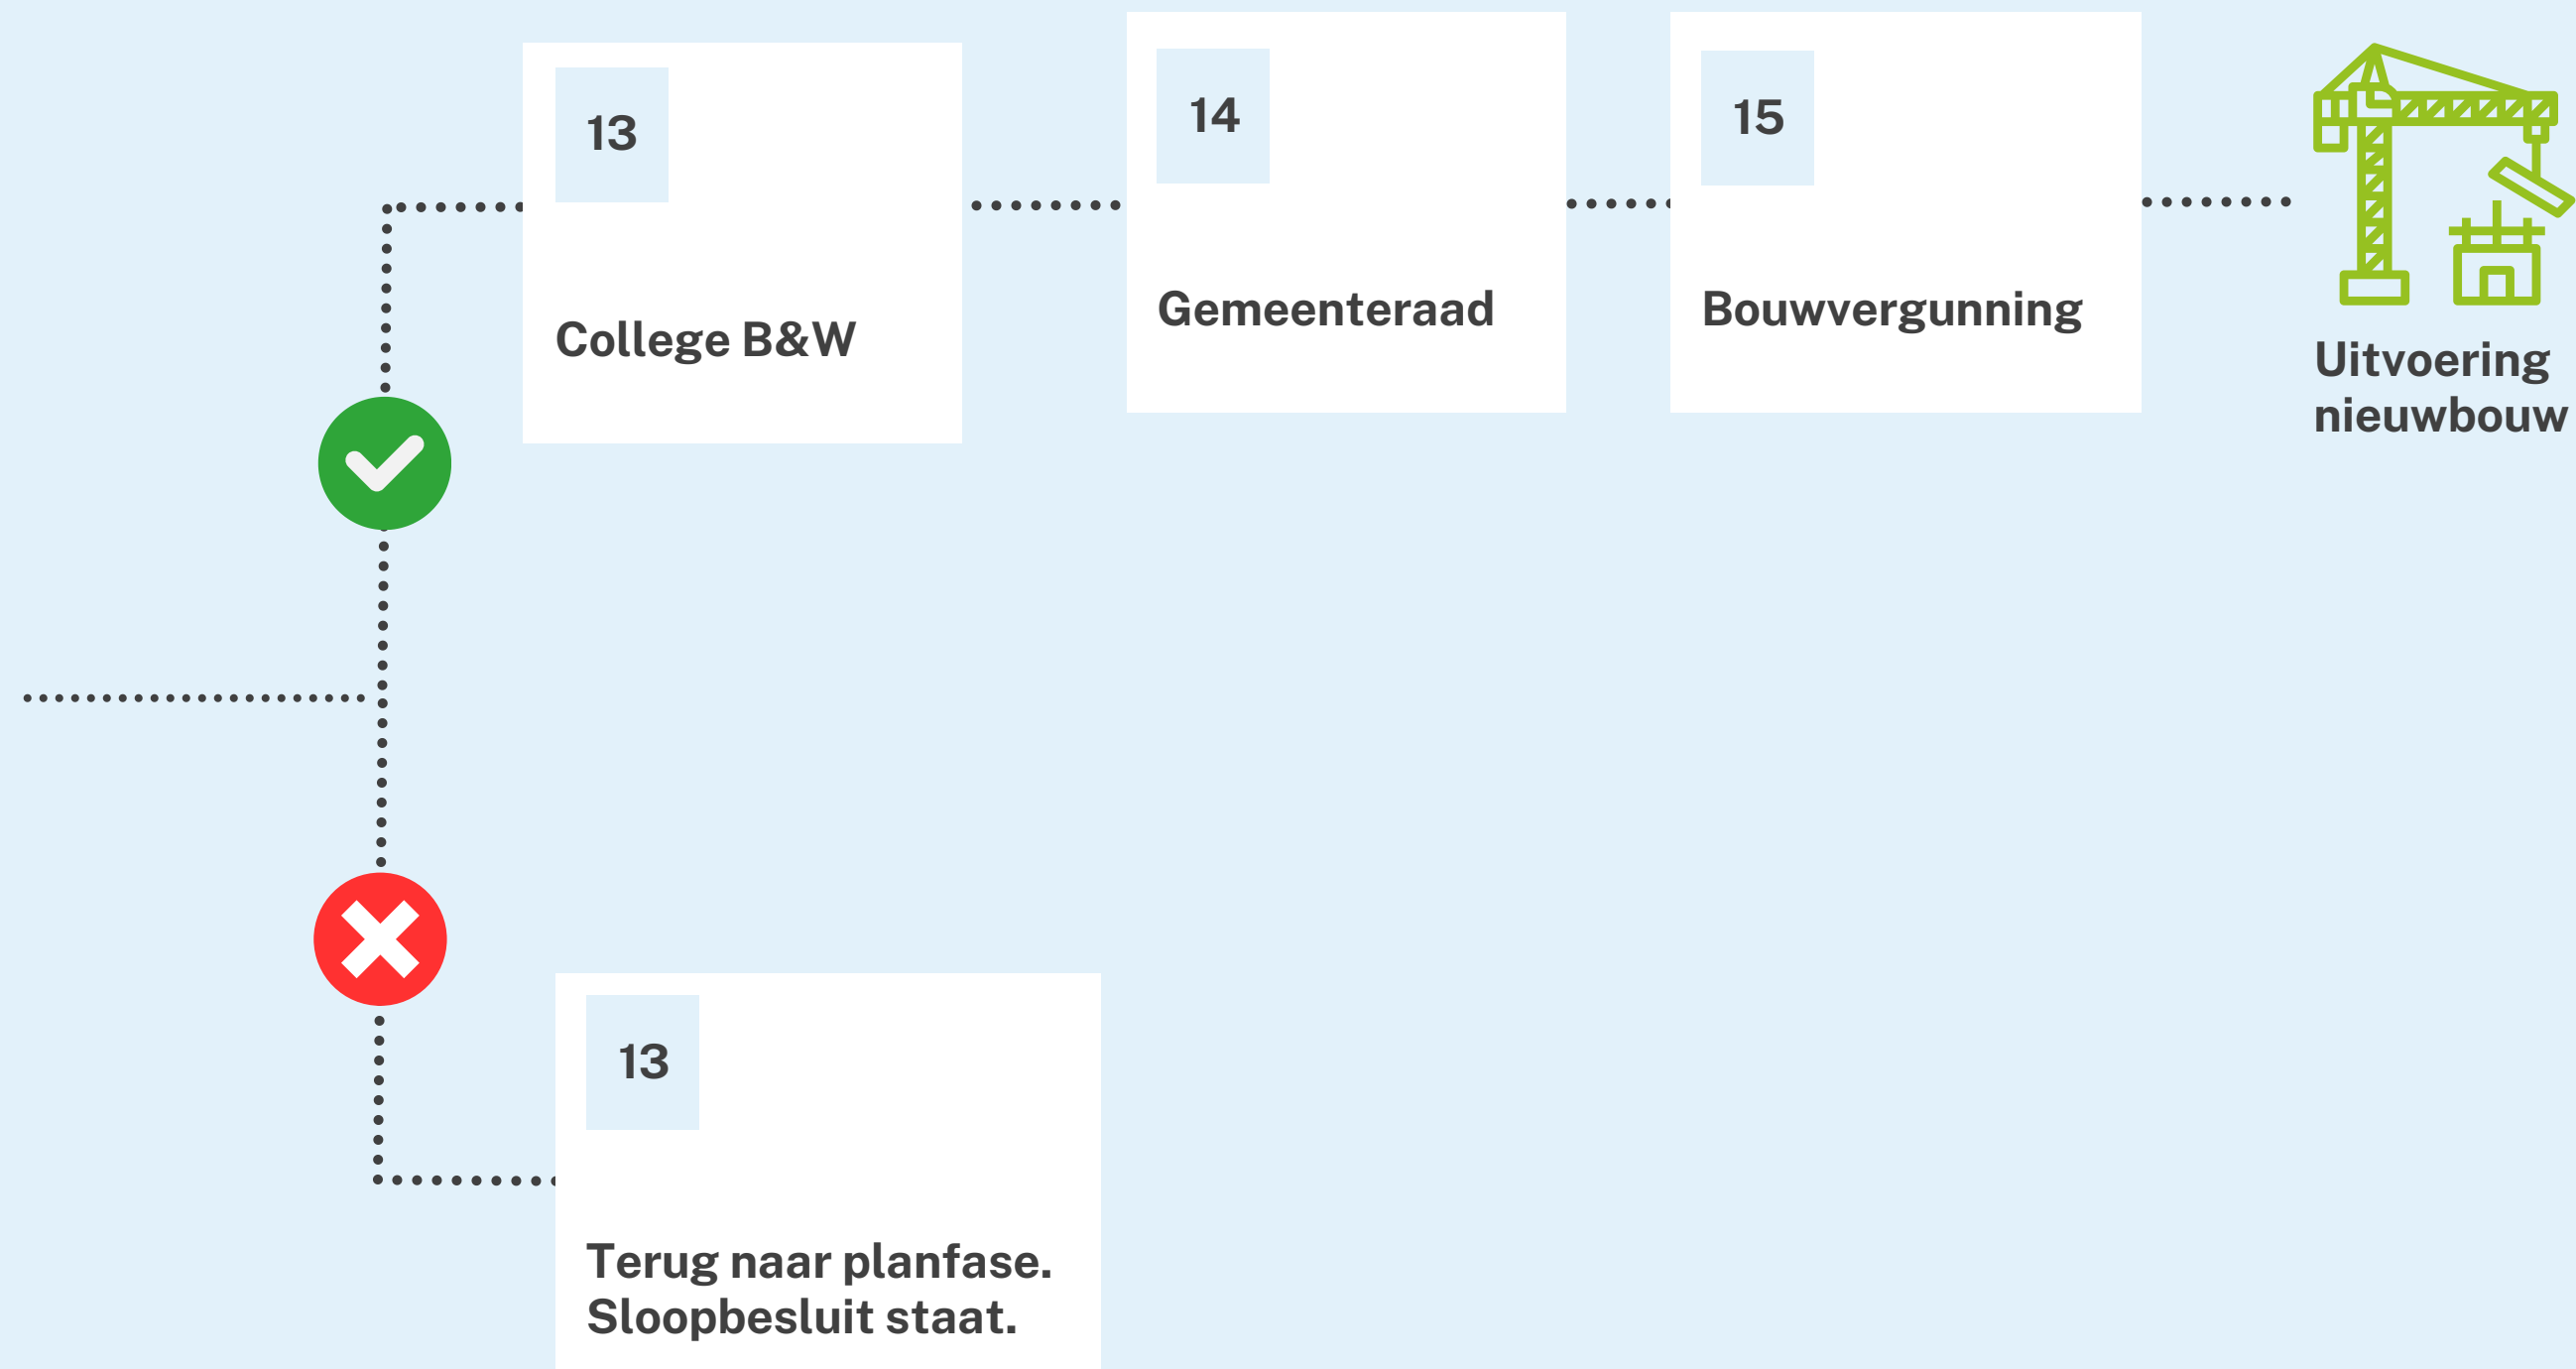 13
College B&W
14
Gemeenteraad
15
Bouwvergunning
Uitvoering
nieuwbouw
13
Terug naar planfase.
Sloopbesluit staat.